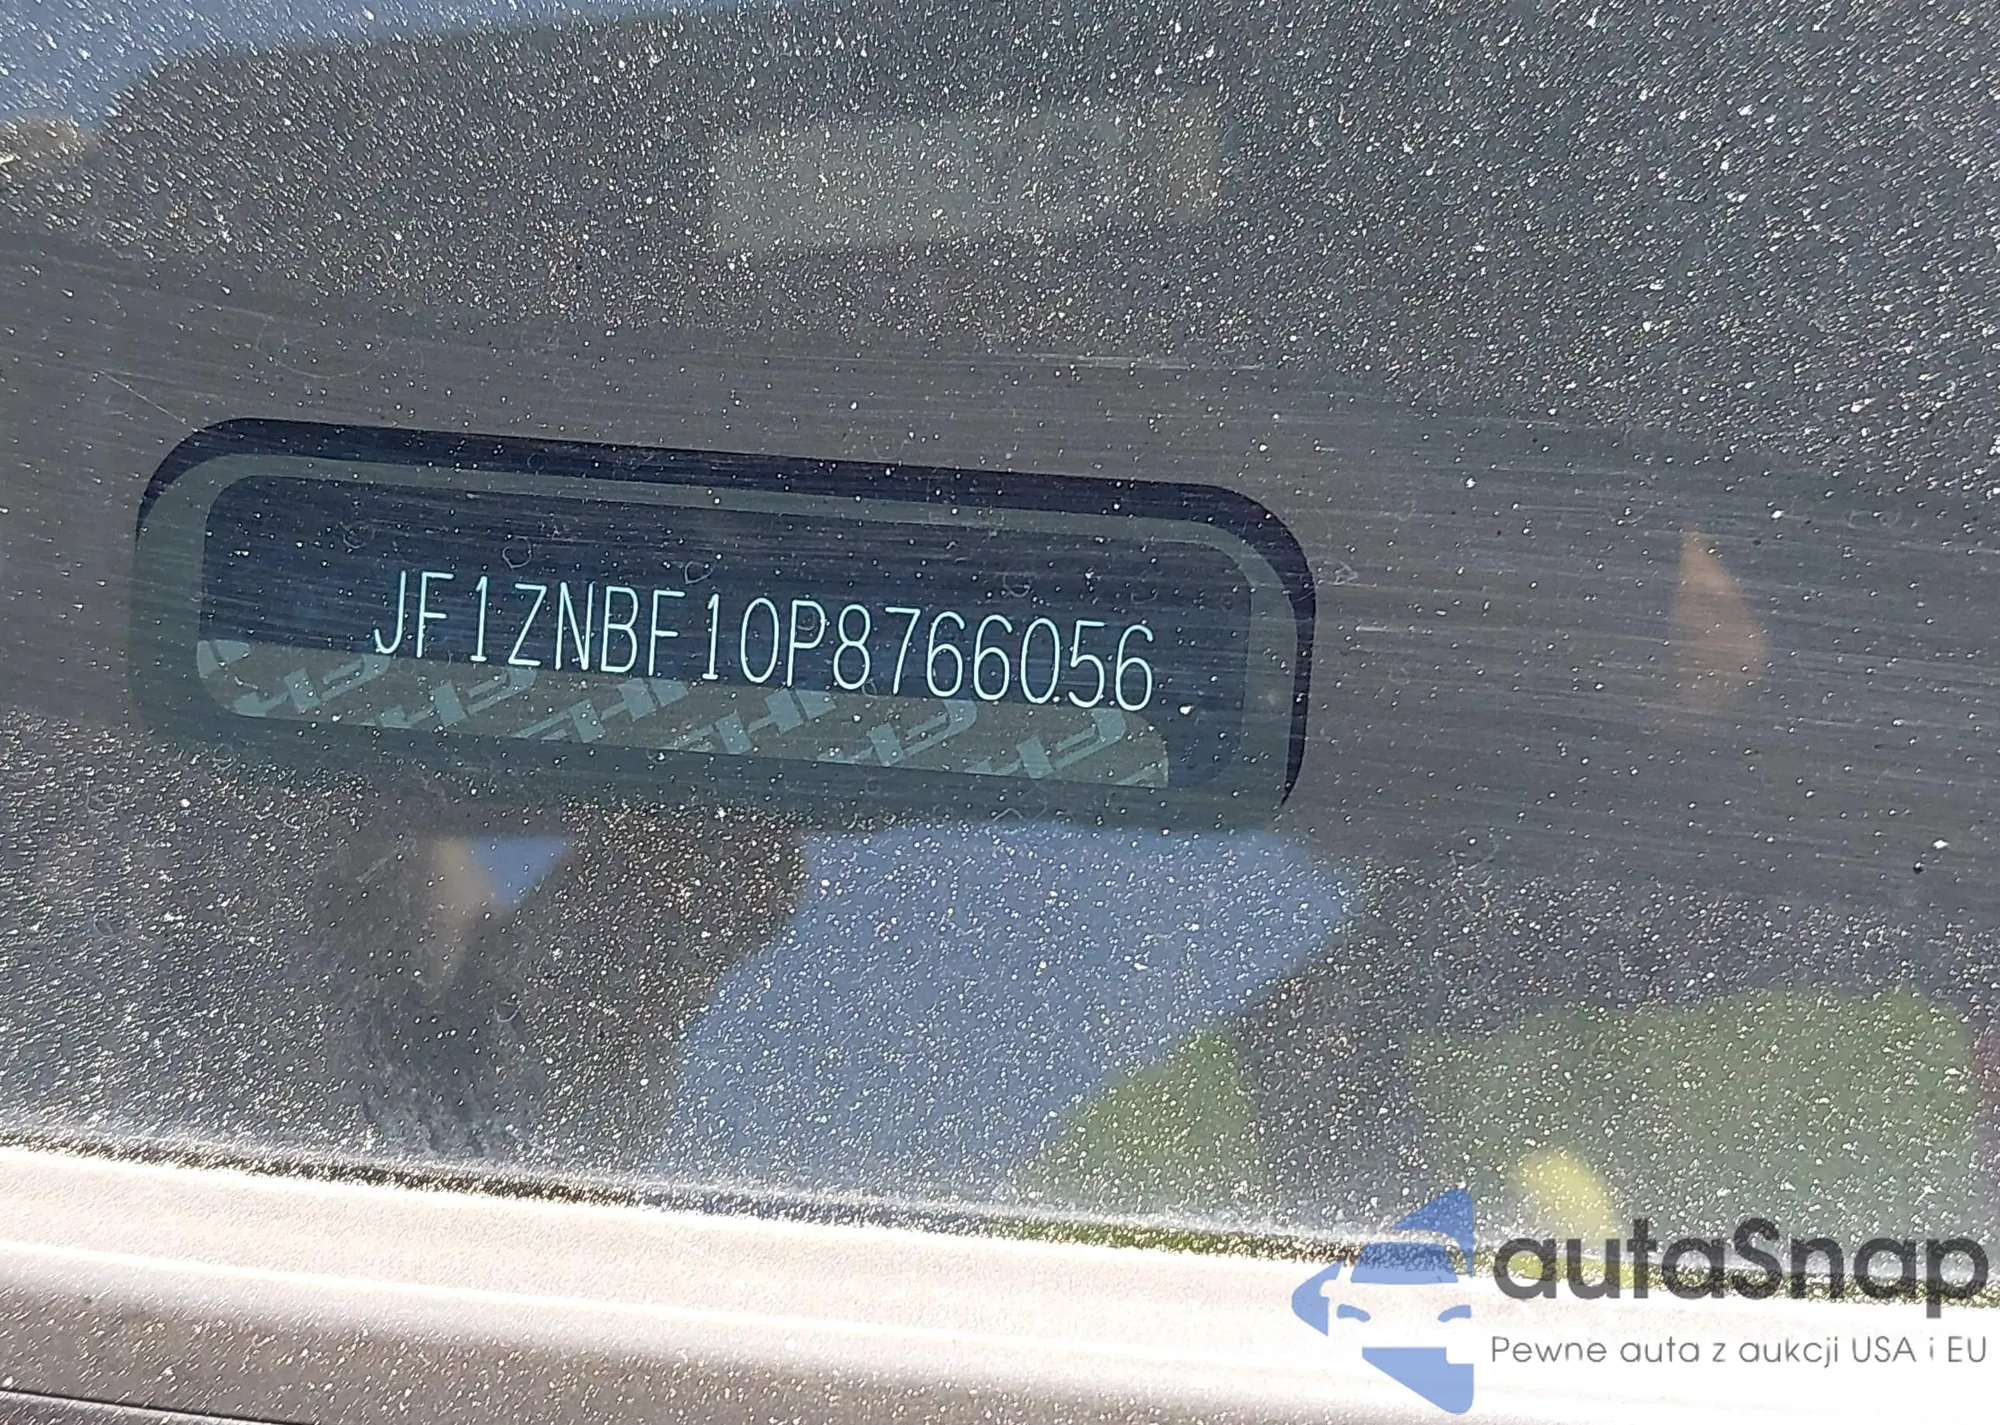 JF1ZNBF10P8766056
autaSnap
Pewne auta z aukcji USA i EU